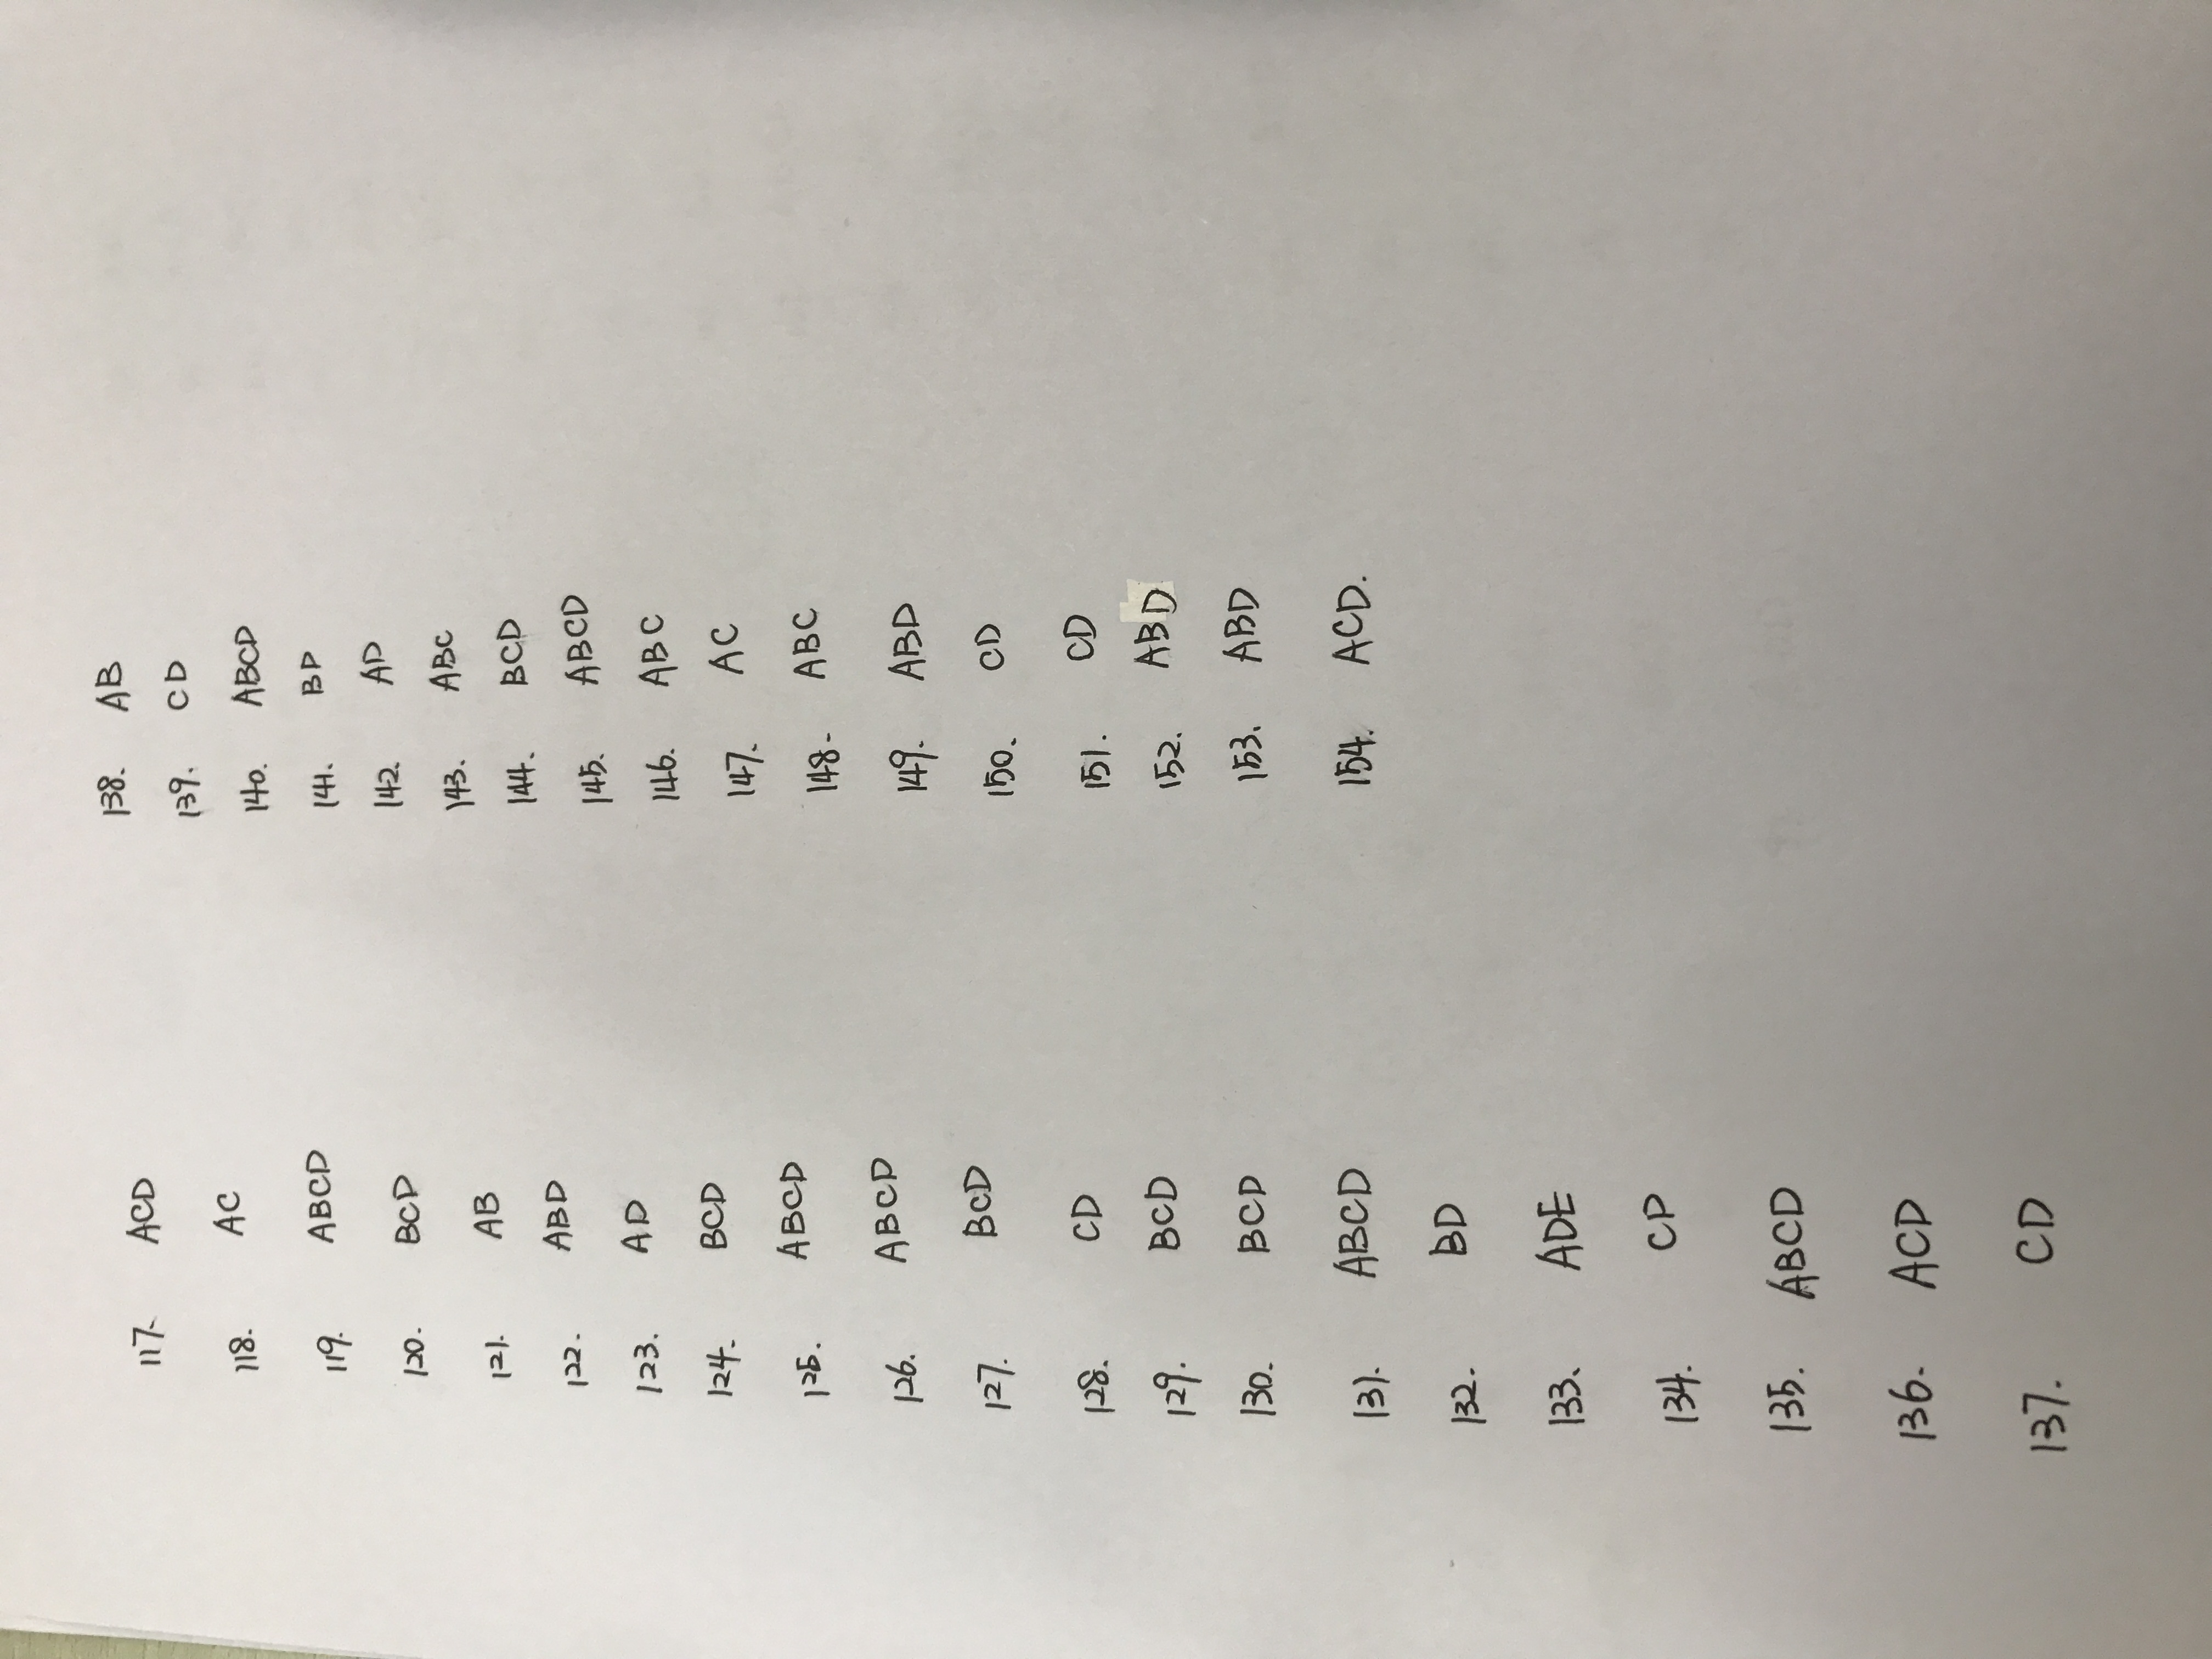 117. ACD
118. AC
119. ABCD
120. BCD
121. AB
122. ABD
123. AD
124. BCD
125. ABCD
126. ABCD
127. BCD
128. CD
129. BCD
130. BCD
131. ABCD
132. BD
133. ADE
134. CD
135. ABCD
136. ACD
137. CD
138. AB
139. CD
140. ABCD
141. BD
142. AD
143. ABC
144. BCD
145. ABCD
146. ABC
147. AC
148. ABC
149. ABD
150. CD
151. CD
152. ABD
153. ABD
154. ACD.